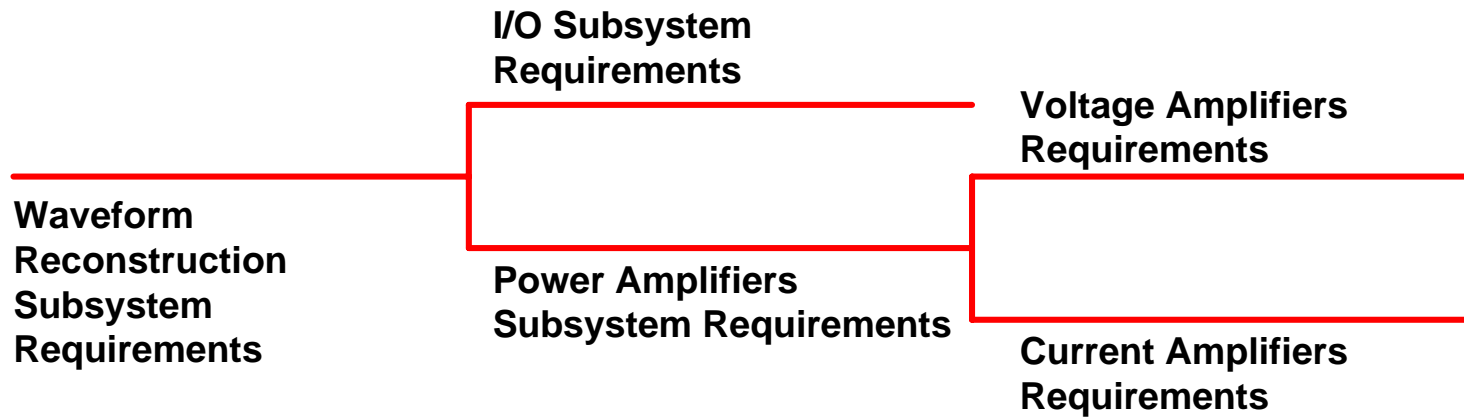 I/O Subsystem
Requirements
Voltage Amplifiers
Requirements
Waveform
Reconstruction
Subsystem
Requirements
Power Amplifiers
Subsystem Requirements
Current Amplifiers
Requirements